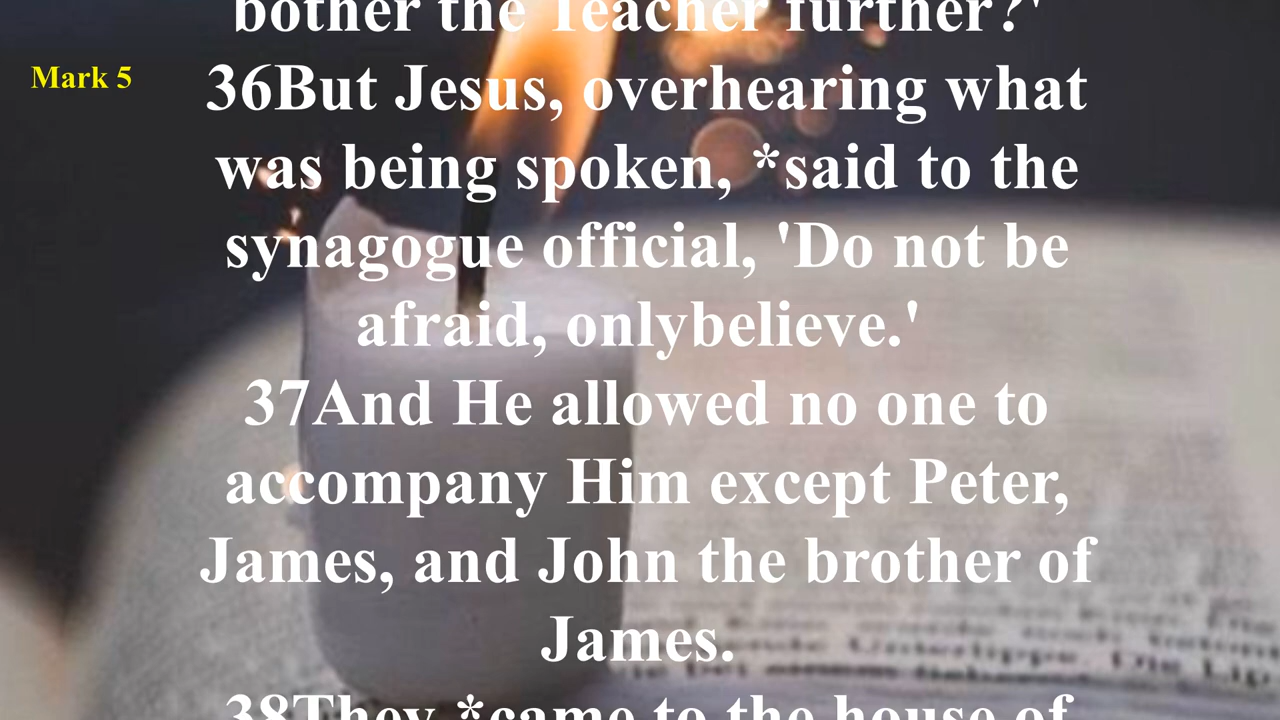 bother the Teacher further?'
Mark 5
36But Jesus, overhearing what
was being spoken, *said to the
synagogue official, 'Do not be
afraid, onlybelieve.'
37And He allowed no one to
accompany Him except Peter,
James, and John the brother of
James.
38They *came to the house of